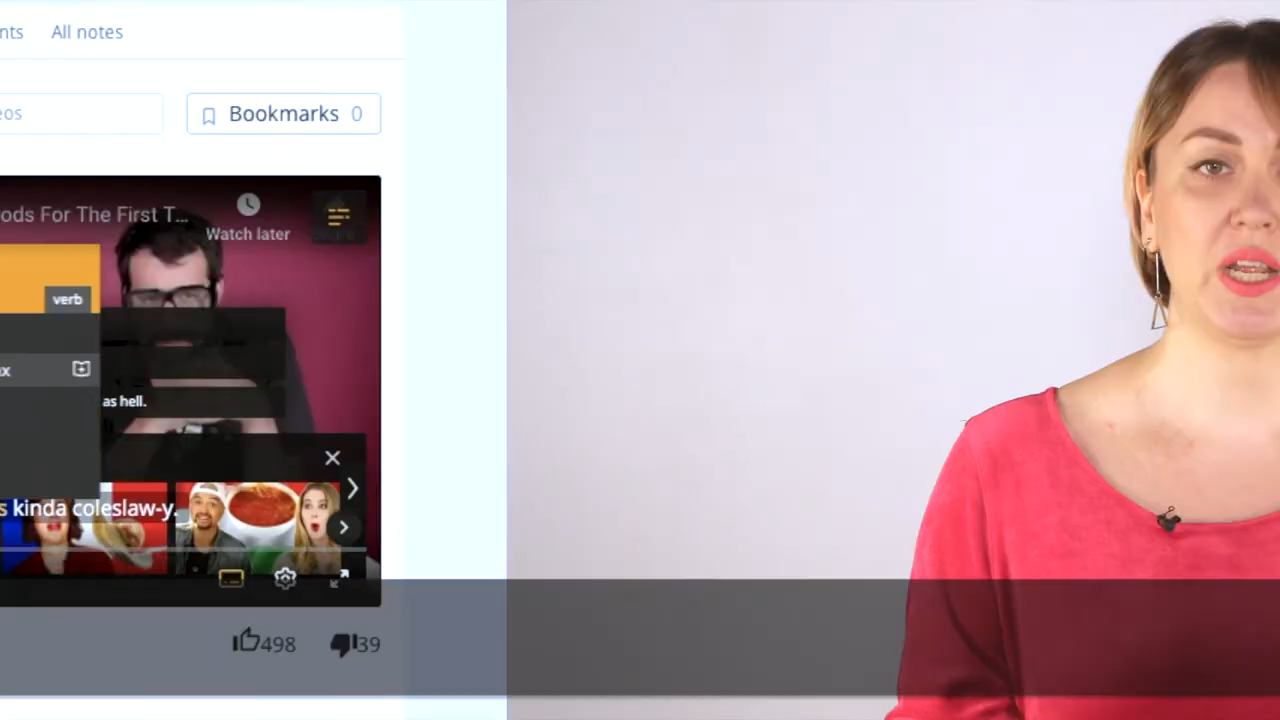 nts All notes
eos
Bookmarks 0
ods For The First T...
Watch later
verb
x
as hell.
s kinda coleslaw-y.
498 39